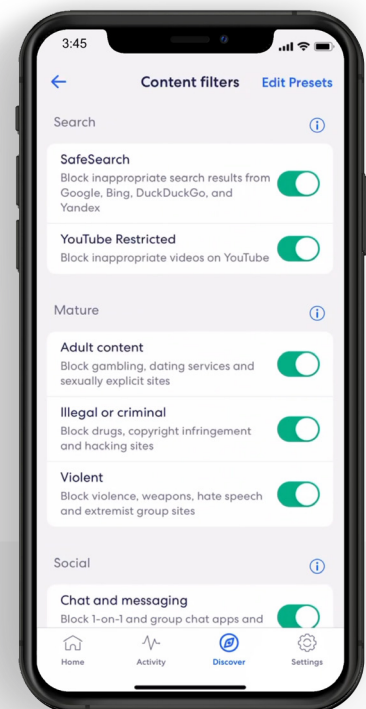 3:45
Content filters Edit Presets
Search
SafeSearch
Block inappropriate search results from
Google, Bing, DuckDuckGo, and
Yandex
YouTube Restricted
Block inappropriate videos on YouTube
Mature
Adult content
Block gambling, dating services and
sexually explicit sites
Illegal or criminal
Block drugs, copyright infringement
and hacking sites
Violent
Block violence, weapons, hate speech
and extremist group sites
Social
Chat and messaging
Block 1-on-1 and group chat apps and
Home Activity Discover Settings